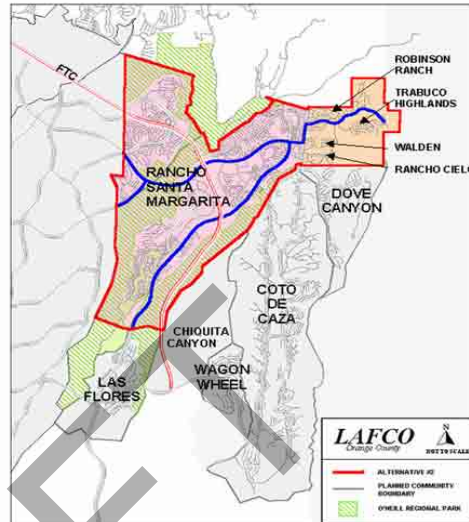 FTC
ROBINSON
RANCH
TRABUCO
HIGHLANDS
WALDEN
RANCHO CIELO
RANCHO
SANTA
MARGARITA
DOVE
CANYON
COTO
DE
CAZA
CHIQUITA
CANYON
WAGON
WHEEL
LAS
FLORES
LAFCO
Orange County
N
NOT TO SCALE
ALTERNATIVE #2
PLANNED COMMUNITY
BOUNDARY
O'NEILL REGIONAL PARK